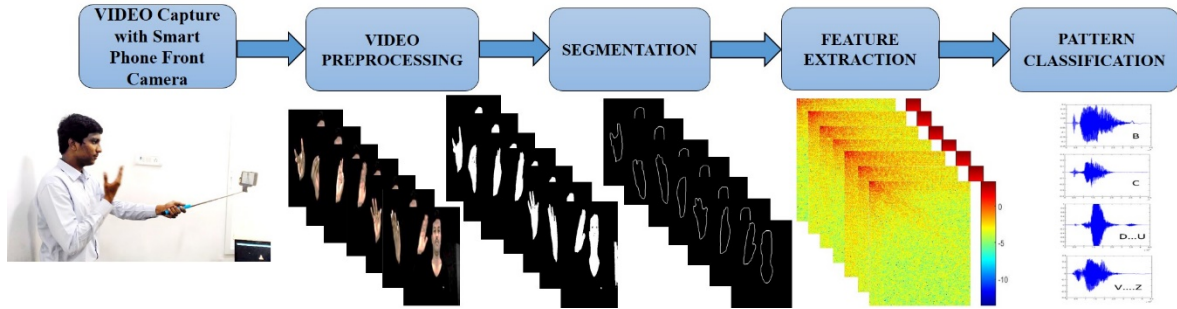 VIDEO Capture
with Smart
Phone Front
Camera
VIDEO
PREPROCESSING
SEGMENTATION
FEATURE
EXTRACTION
PATTERN
CLASSIFICATION
0
-5
-10
B
C
D...U
V....Z